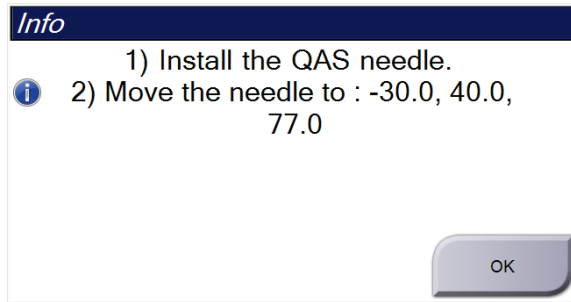 Info
1) Install the QAS needle.
2) Move the needle to : -30.0, 40.0,
77.0
OK